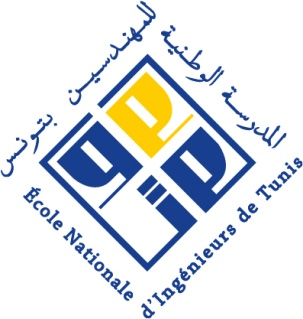 المدرسة الوطنية للمهندسين بتونس
École Nationale
d'Ingénieurs de Tunis